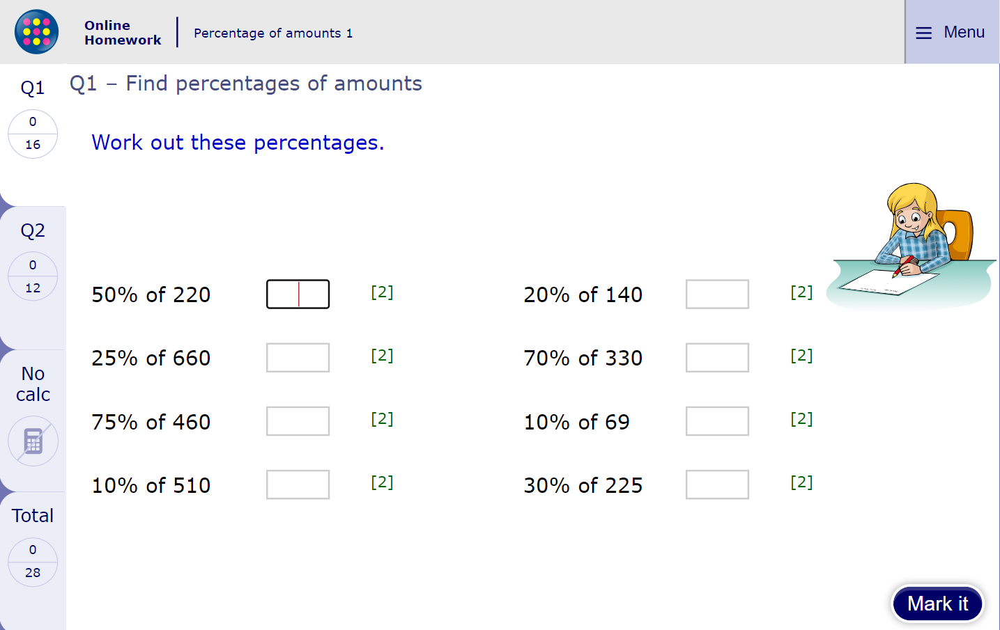 Online
Homework
Percentage of amounts 1
Menu
Q1
0
16
Q1 – Find percentages of amounts
Work out these percentages.
Q2
0
12
50% of 220 [2]
20% of 140 [2]
25% of 660 [2]
70% of 330 [2]
No
calc
75% of 460 [2]
10% of 69 [2]
10% of 510 [2]
30% of 225 [2]
Total
0
28
Mark it